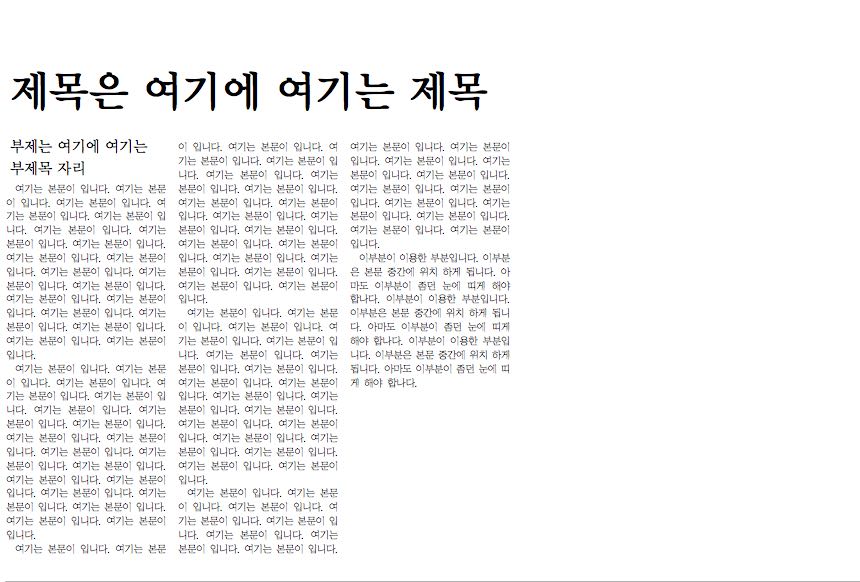 제목은 여기에 여기는 제목
부제는 여기에 여기는
부제목 자리
여기는 본문이 입니다. 여기는 본문
이 입니다. 여기는 본문이 입니다. 여
기는 본문이 입니다. 여기는 본문이 입
니다. 여기는 본문이 입니다. 여기는
본문이 입니다. 여기는 본문이 입니다.
여기는 본문이 입니다. 여기는 본문이
입니다. 여기는 본문이 입니다. 여기는
본문이 입니다. 여기는 본문이 입니다.
여기는 본문이 입니다. 여기는 본문이
입니다. 여기는 본문이 입니다. 여기는
본문이 입니다. 여기는 본문이 입니다.
여기는 본문이 입니다. 여기는 본문이
입니다.
여기는 본문이 입니다. 여기는 본문
이 입니다. 여기는 본문이 입니다. 여
기는 본문이 입니다. 여기는 본문이 입
니다. 여기는 본문이 입니다. 여기는
본문이 입니다. 여기는 본문이 입니다.
여기는 본문이 입니다. 여기는 본문이
입니다. 여기는 본문이 입니다. 여기는
본문이 입니다. 여기는 본문이 입니다.
여기는 본문이 입니다. 여기는 본문이
입니다. 여기는 본문이 입니다. 여기는
본문이 입니다. 여기는 본문이 입니다.
여기는 본문이 입니다. 여기는 본문이
입니다.
여기는 본문이 입니다. 여기는 본문
이 입니다. 여기는 본문이 입니다. 여
기는 본문이 입니다. 여기는 본문이 입
니다. 여기는 본문이 입니다. 여기는
본문이 입니다. 여기는 본문이 입니다.
여기는 본문이 입니다. 여기는 본문이
입니다. 여기는 본문이 입니다. 여기는
본문이 입니다. 여기는 본문이 입니다.
여기는 본문이 입니다. 여기는 본문이
입니다. 여기는 본문이 입니다. 여기는
본문이 입니다. 여기는 본문이 입니다.
여기는 본문이 입니다. 여기는 본문이
입니다.
여기는 본문이 입니다. 여기는 본문
이 입니다. 여기는 본문이 입니다. 여
기는 본문이 입니다. 여기는 본문이 입
니다. 여기는 본문이 입니다. 여기는
본문이 입니다. 여기는 본문이 입니다.
여기는 본문이 입니다. 여기는 본문이
입니다. 여기는 본문이 입니다. 여기는
본문이 입니다. 여기는 본문이 입니다.
여기는 본문이 입니다. 여기는 본문이
입니다. 여기는 본문이 입니다. 여기는
본문이 입니다. 여기는 본문이 입니다.
여기는 본문이 입니다. 여기는 본문이
입니다.
여기는 본문이 입니다. 여기는 본문
이 입니다. 여기는 본문이 입니다. 여
기는 본문이 입니다. 여기는 본문이 입
니다. 여기는 본문이 입니다. 여기는
본문이 입니다. 여기는 본문이 입니다.
여기는 본문이 입니다. 여기는 본문이
입니다. 여기는 본문이 입니다. 여기는
본문이 입니다. 여기는 본문이 입니다.
여기는 본문이 입니다. 여기는 본문이
입니다. 여기는 본문이 입니다. 여기는
본문이 입니다. 여기는 본문이 입니다.
여기는 본문이 입니다. 여기는 본문이
입니다.
이부분이 이용한 부분입니다. 이부분
은 본문 중간에 위치 하게 됩니다. 아
마도 이부분이 좀던 눈에 띠게 해야
합나다. 이부분이 이용한 부분입니다.
이부분은 본문 중간에 위치 하게 됩니
다. 아마도 이부분이 좀던 눈에 띠게
해야 합나다. 이부분이 이용한 부분입
니다. 이부분은 본문 중간에 위치 하게
됩니다. 아마도 이부분이 좀던 눈에 띠
게 해야 합나다.